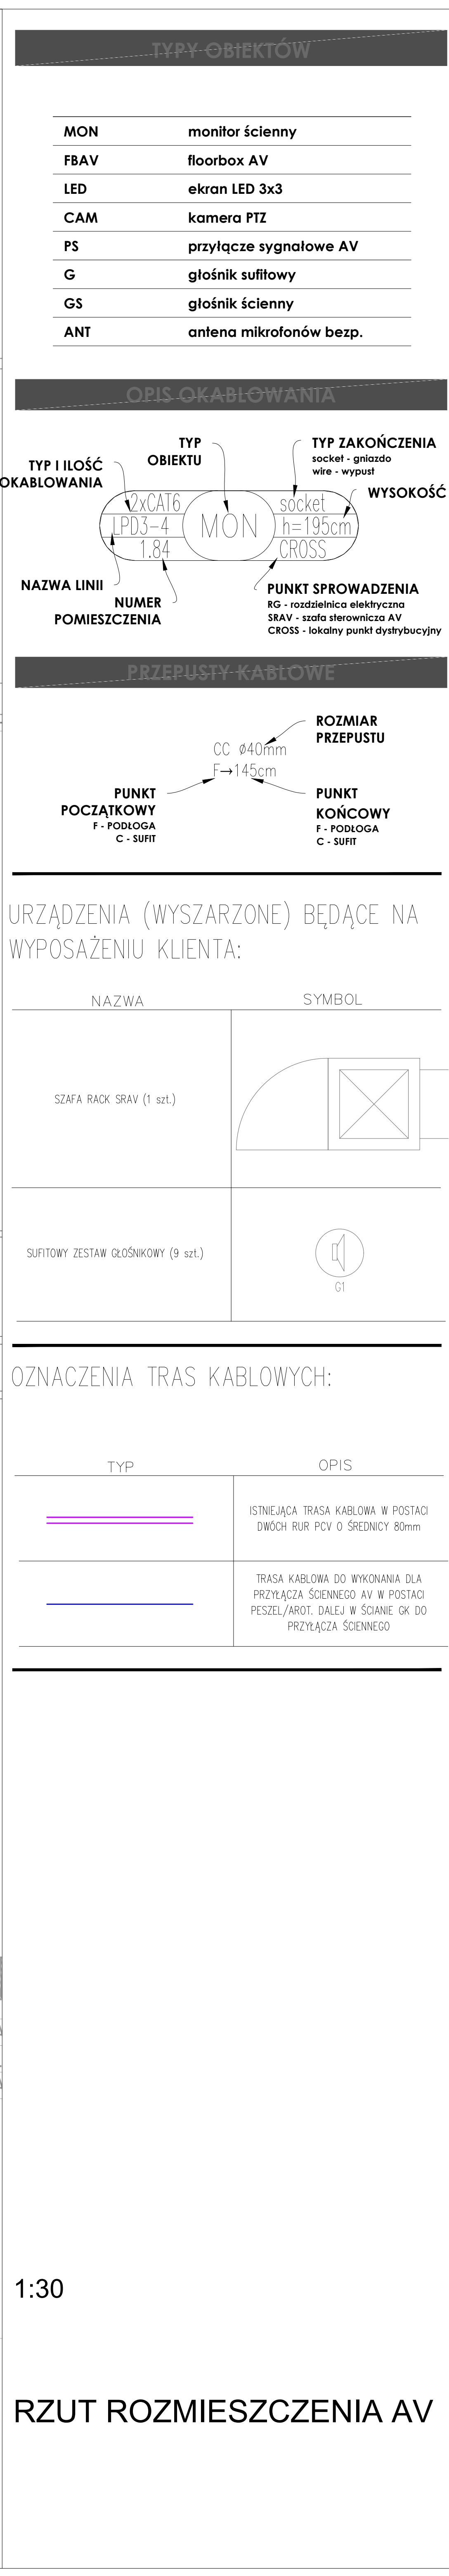 TYPY OBIEKTÓW
MON monitor ścienny
FBAV floorbox AV
LED ekran LED 3x3
CAM kamera PTZ
PS przyłącze sygnałowe AV
G głośnik sufitowy
GS głośnik ścienny
ANT antena mikrofonów bezp.
OPIS OKABLOWANIA
TYP I ILOŚĆ
OKABLOWANIA
TYP
OBIEKTU
TYP ZAKOŃCZENIA
socket - gniazdo
wire - wypust
WYSOKOŚĆ
2xCAT6
LPD3-4
1.84
MON
socket
h=195cm
CROSS
NAZWA LINII
NUMER
POMIESZCZENIA
PUNKT SPROWADZENIA
RG - rozdzielnica elektryczna
SRAV - szafa sterownicza AV
CROSS - lokalny punkt dystrybucyjny
PRZEPUSTY KABLOWE
ROZMIAR
PRZEPUSTU
CC ø40mm
F→145cm
PUNKT
POCZĄTKOWY
F - PODŁOGA
C - SUFIT
PUNKT
KOŃCOWY
F - PODŁOGA
C - SUFIT
URZĄDZENIA (WYSZARZONE) BĘDĄCE NA
WYPOSAŻENIU KLIENTA:
NAZWA SYMBOL
SZAFA RACK SRAV (1 szt.)
SUFITOWY ZESTAW GŁOŚNIKOWY (9 szt.)
G1
OZNACZENIA TRAS KABLOWYCH:
TYP OPIS
ISTNIEJĄCA TRASA KABLOWA W POSTACI
DWÓCH RUR PCV O ŚREDNICY 80mm
TRASA KABLOWA DO WYKONANIA DLA
PRZYŁĄCZA ŚCIENNEGO AV W POSTACI
PESZEL/AROT. DALEJ W ŚCIANIE GK DO
PRZYŁĄCZA ŚCIENNEGO
1:30
RZUT ROZMIESZCZENIA AV